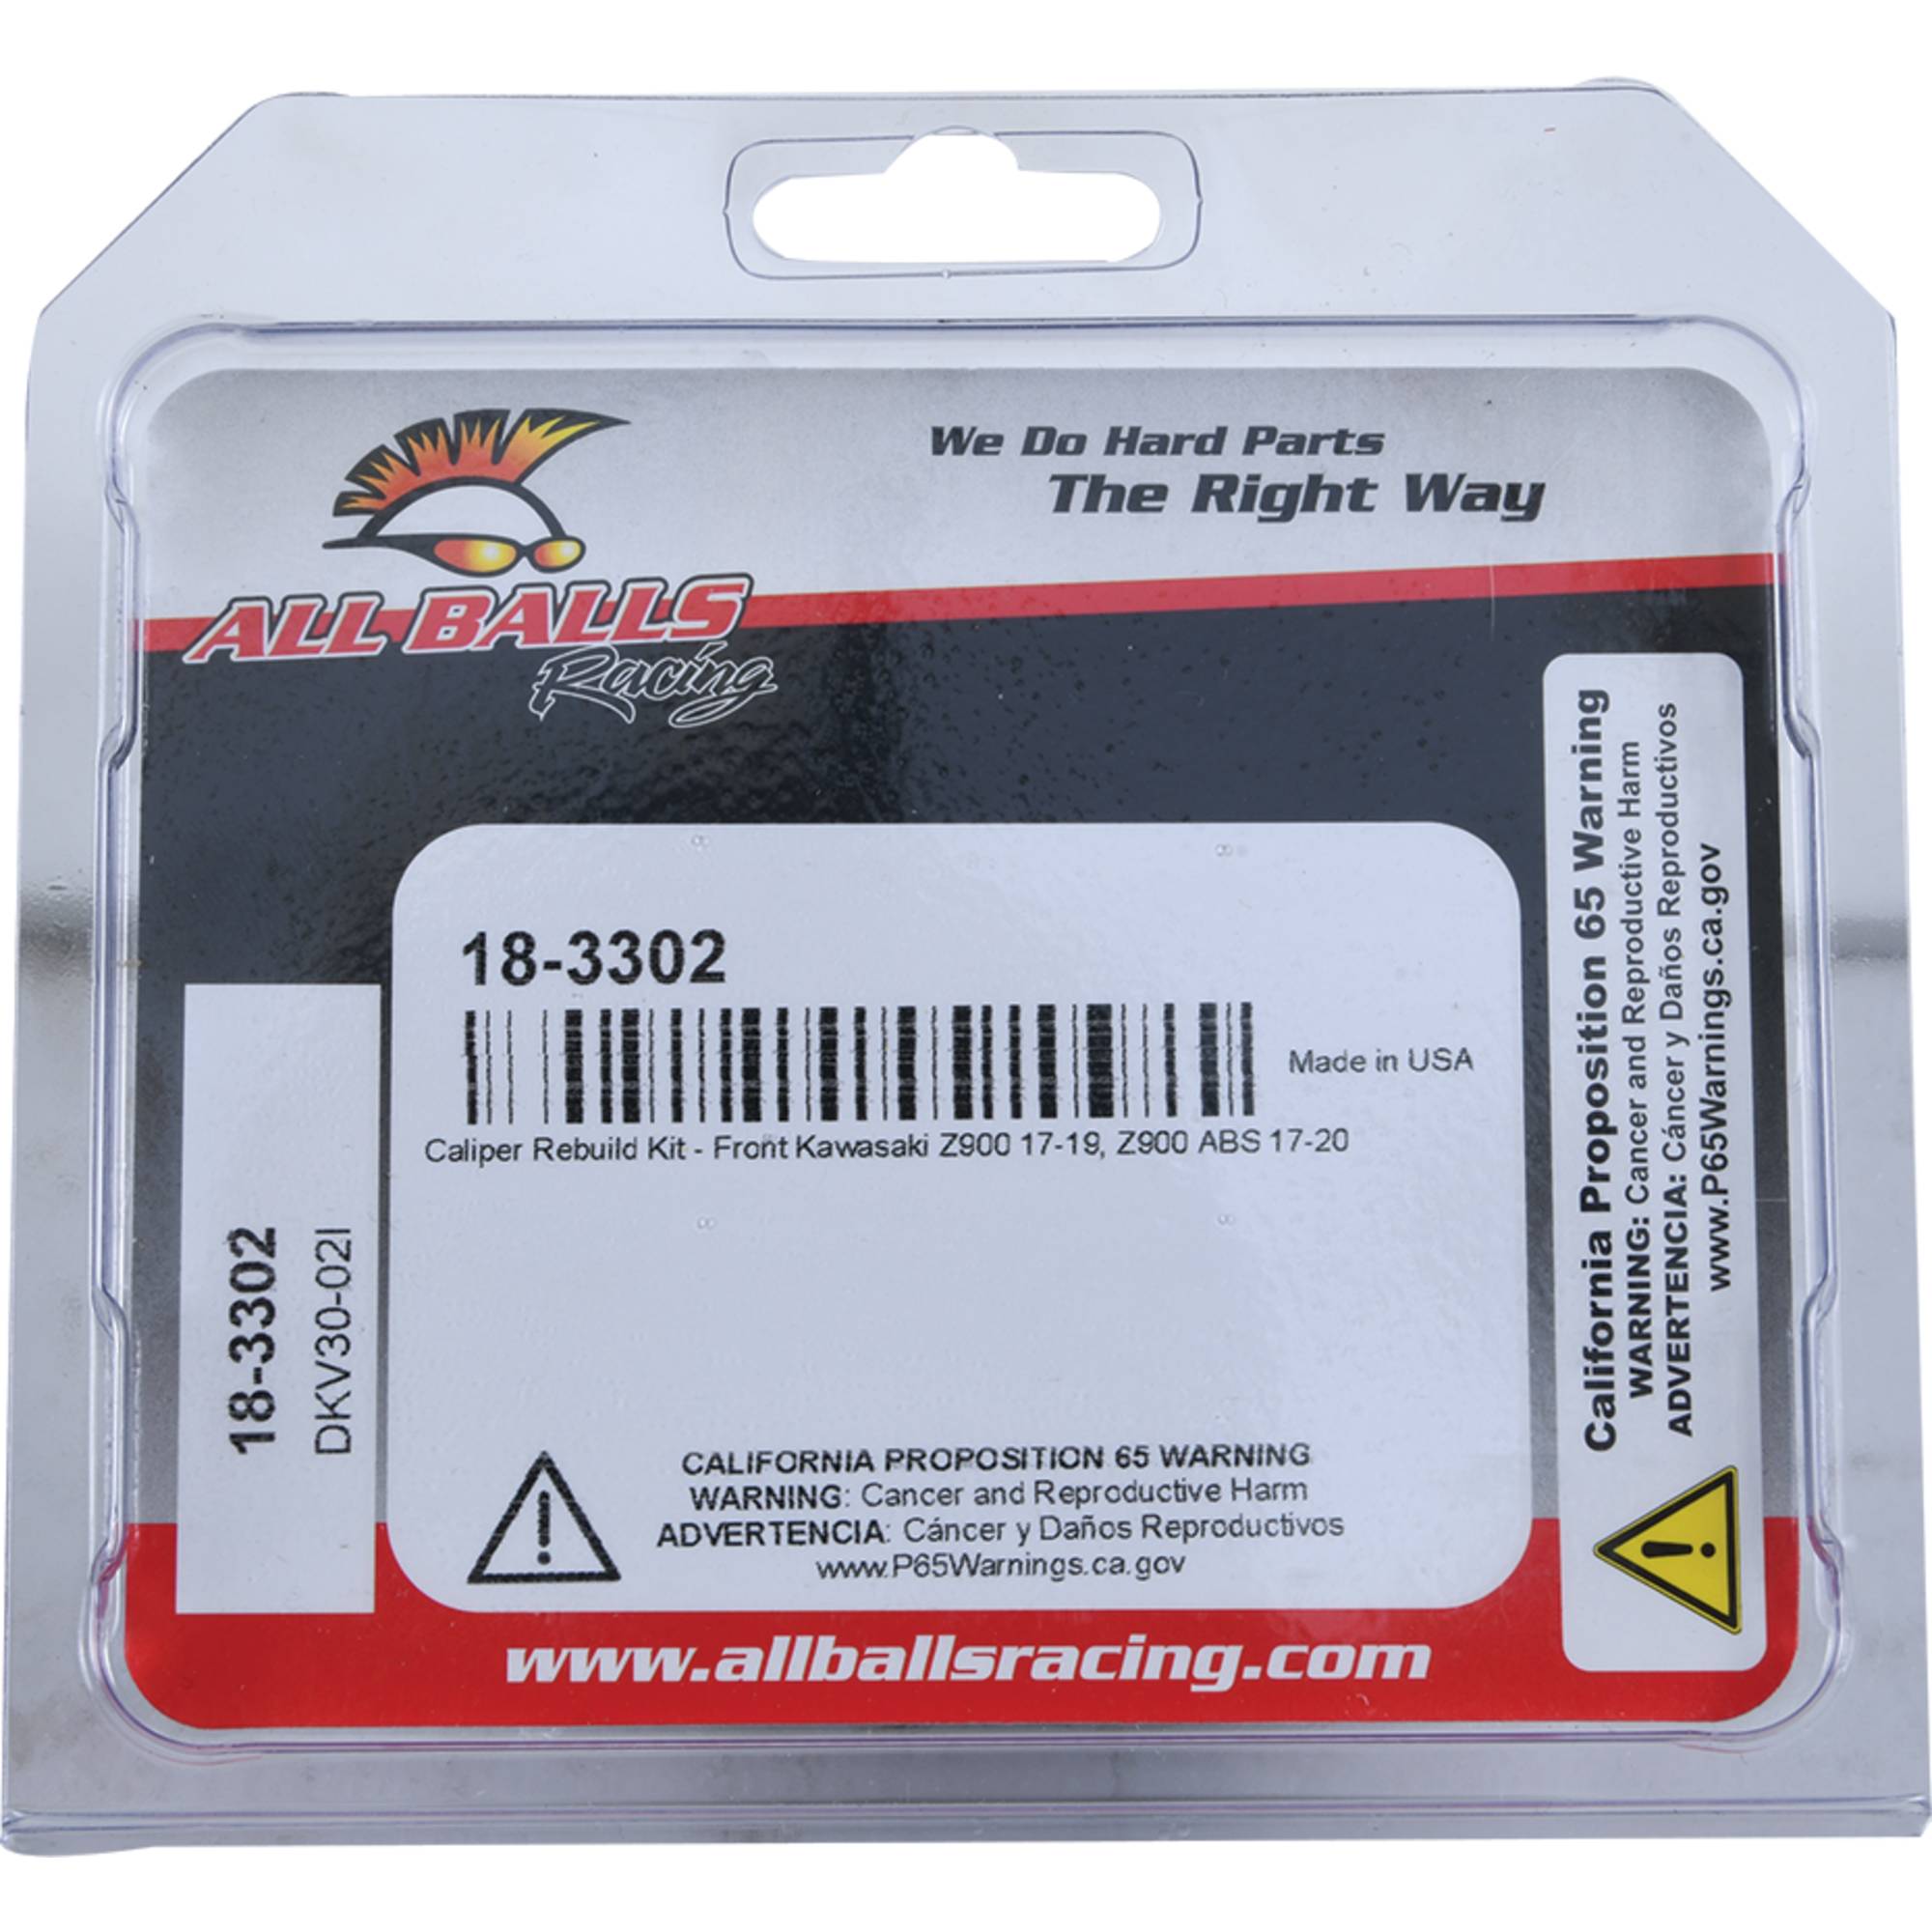 We Do Hard Parts
The Right Way
ALL BALLS
Racing
18-3302
Made in USA
Caliper Rebuild Kit - Front Kawasaki Z900 17-19, Z900 ABS 17-20
18-3302
DKV30-02I
CALIFORNIA PROPOSITION 65 WARNING
WARNING: Cancer and Reproductive Harm
ADVERTENCIA: Cáncer y Daños Reproductivos
www.P65Warnings.ca.gov
California Proposition 65 Warning
WARNING: Cancer and Reproductive Harm
ADVERTENCIA: Cáncer y Daños Reproductivos
www.P65Warnings.ca.gov
www.allballsracing.com